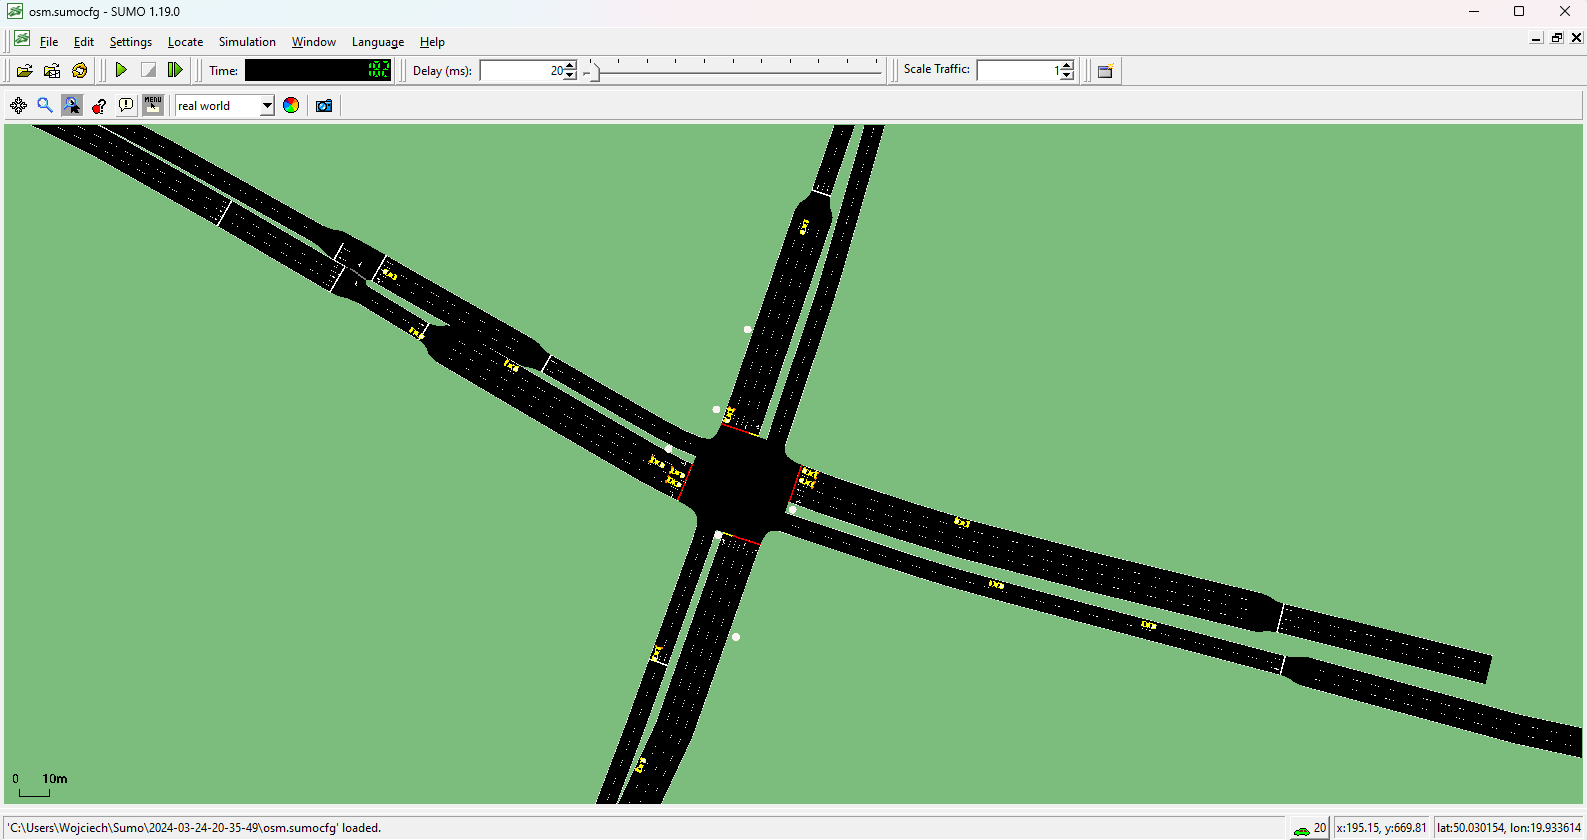 osm.sumocfg - SUMO 1.19.0
File Edit Settings Locate Simulation Window Language Help
Time: Delay (ms): 20 Scale Traffic: 1
MENU real world
0 10m
'C:\Users\Wojciech\Sumo\2024-03-24-20-35-49\osm.sumocfg' loaded. 20 x:195.15, y:669.81 lat:50.030154, lon:19.933614